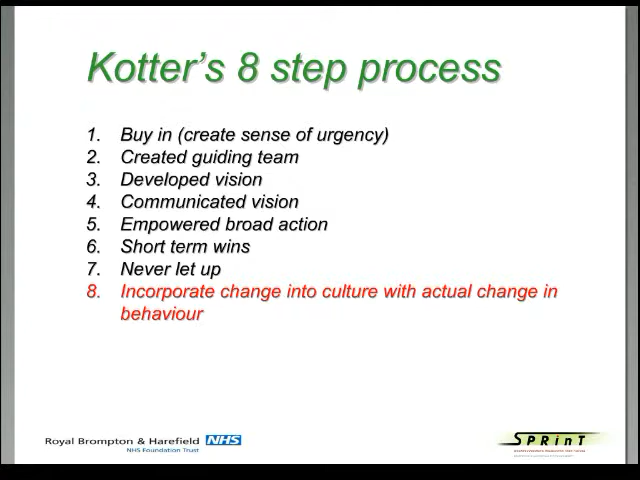 Kotter's 8 step process
1. Buy in (create sense of urgency)
2. Created guiding team
3. Developed vision
4. Communicated vision
5. Empowered broad action
6. Short term wins
7. Never let up
8. Incorporate change into culture with actual change in
behaviour
Royal Brompton & Harefield NHS
NHS Foundation Trust
SPRinT